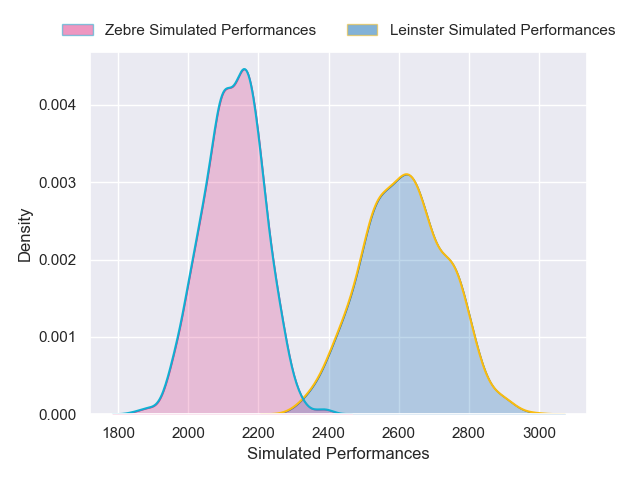 Zebre Simulated Performances Leinster Simulated Performances
0.004
0.003
0.002
0.001
0.000
Density
1800 2000 2200 2400 2600 2800 3000
Simulated Performances